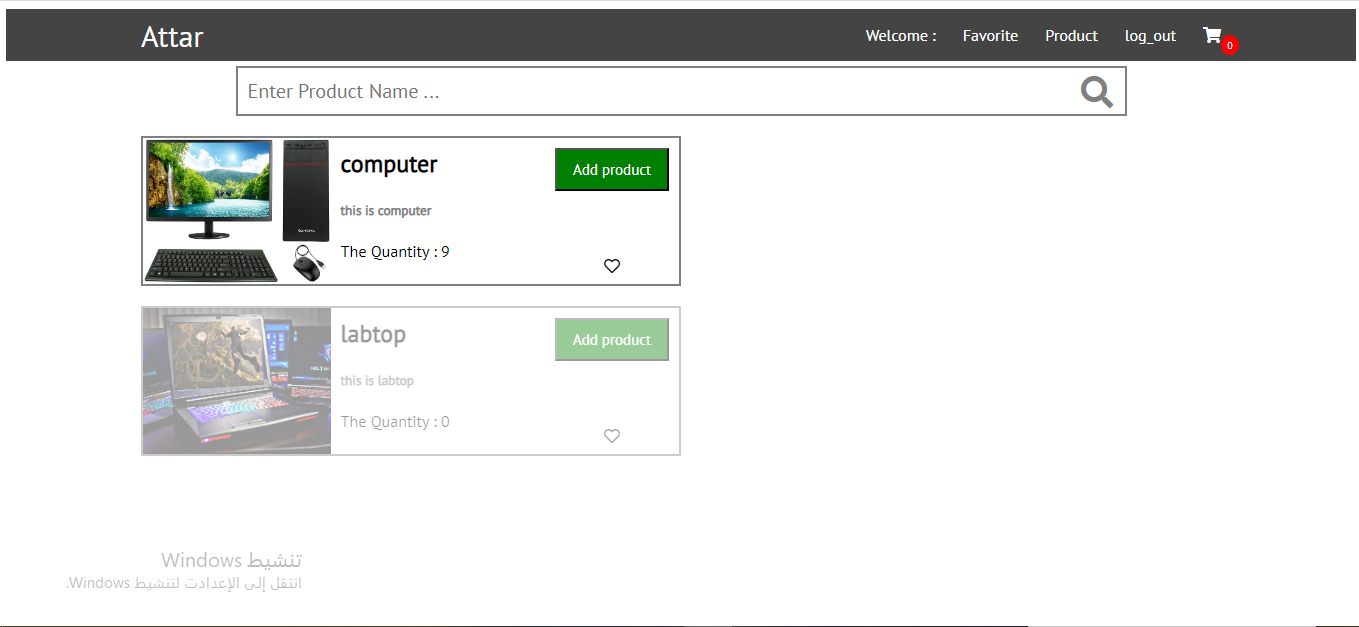 Attar
Welcome : Favorite Product log_out 0
Enter Product Name ...
computer
Add product
this is computer
The Quantity : 9
labtop
Add product
this is labtop
The Quantity : 0
تنشيط Windows
انتقل إلى الإعدادت لتنشيط Windows.